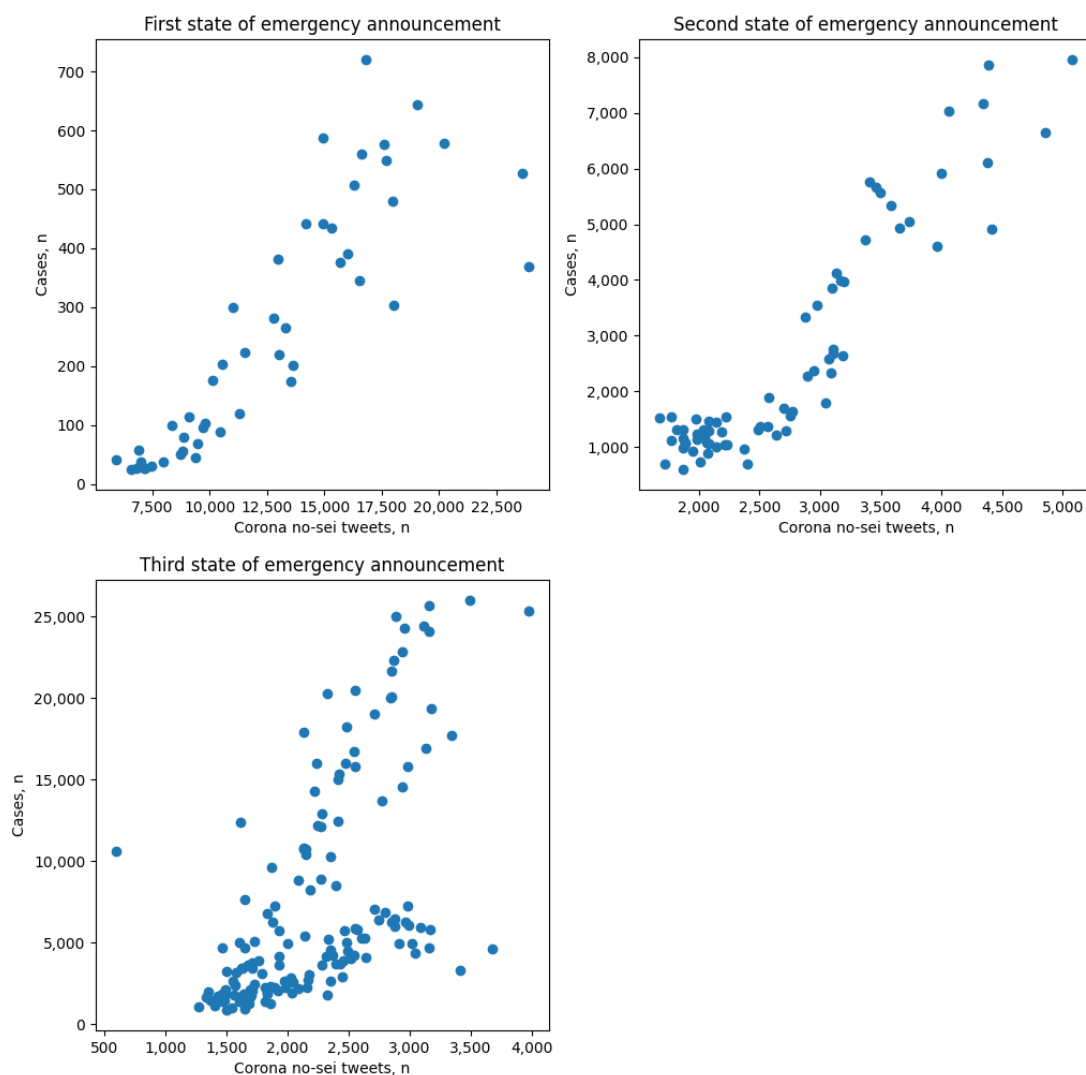 First state of emergency announcement
Cases, n
700
600
500
400
300
200
100
0
7,500 10,000 12,500 15,000 17,500 20,000 22,500
Corona no-sei tweets, n
Second state of emergency announcement
Cases, n
8,000
7,000
6,000
5,000
4,000
3,000
2,000
1,000
2,000 2,500 3,000 3,500 4,000 4,500 5,000
Corona no-sei tweets, n
Third state of emergency announcement
Cases, n
25,000
20,000
15,000
10,000
5,000
0
500 1,000 1,500 2,000 2,500 3,000 3,500 4,000
Corona no-sei tweets, n